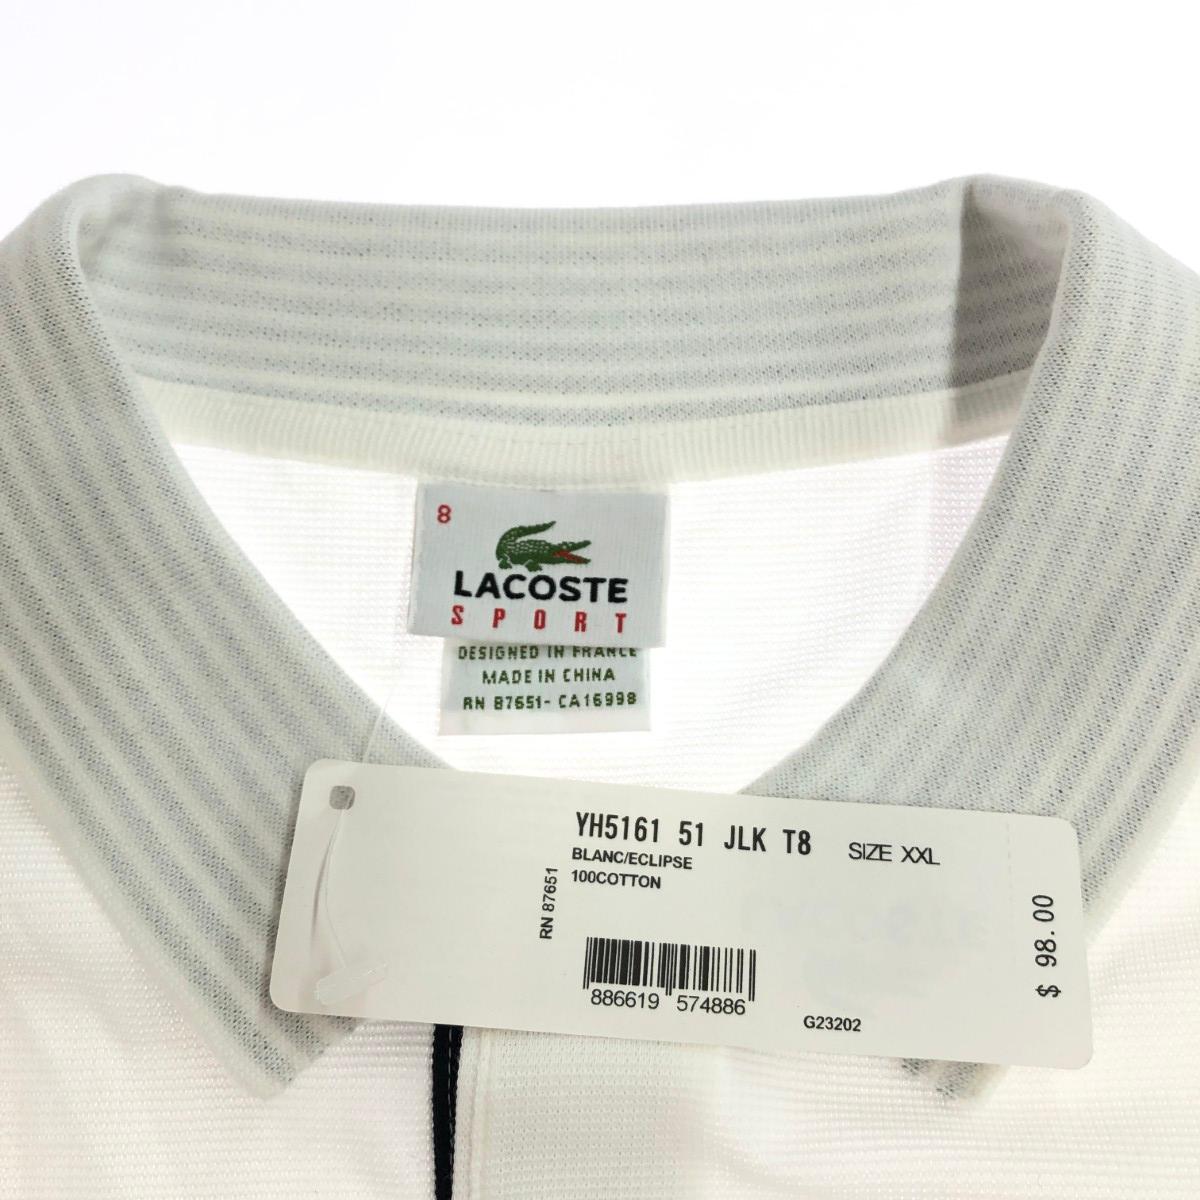 8
LACOSTE
SPORT
DESIGNED IN FRANCE
MADE IN CHINA
RN 87651- CA16998
YH5161 51 JLK T8 SIZE XXL
BLANC/ECLIPSE
100COTTON
RN 87651
886619 574886
G23202
$ 98.00